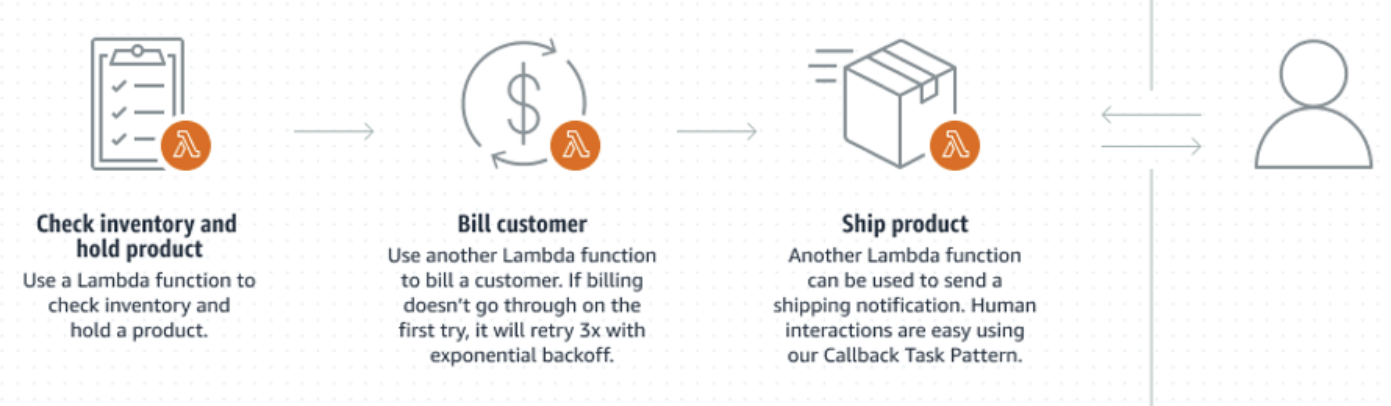 Check inventory and
hold product
Use a Lambda function to
check inventory and
hold a product.
Bill customer
Use another Lambda function
to bill a customer. If billing
doesn't go through on the
first try, it will retry 3x with
exponential backoff.
Ship product
Another Lambda function
can be used to send a
shipping notification. Human
interactions are easy using
our Callback Task Pattern.